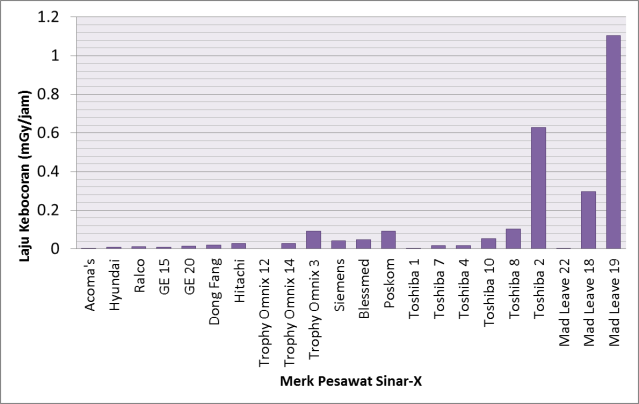 Laju Kebocoran (mGy/jam)
1.2
1
0.8
0.6
0.4
0.2
0
Acoma's
Hyundai
Ralco
GE 15
GE 20
Dong Fang
Hitachi
Trophy Omnix 12
Trophy Omnix 14
Trophy Omnix 3
Siemens
Blessmed
Poskom
Toshiba 1
Toshiba 7
Toshiba 4
Toshiba 10
Toshiba 8
Toshiba 2
Mad Leave 22
Mad Leave 18
Mad Leave 19
Merk Pesawat Sinar-X